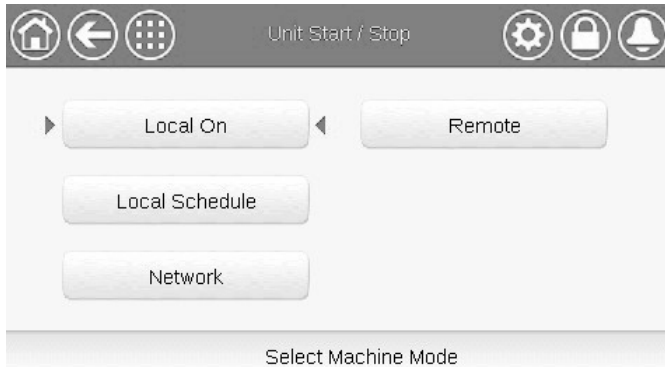 Unit Start / Stop
Local On
Remote
Local Schedule
Network
Select Machine Mode